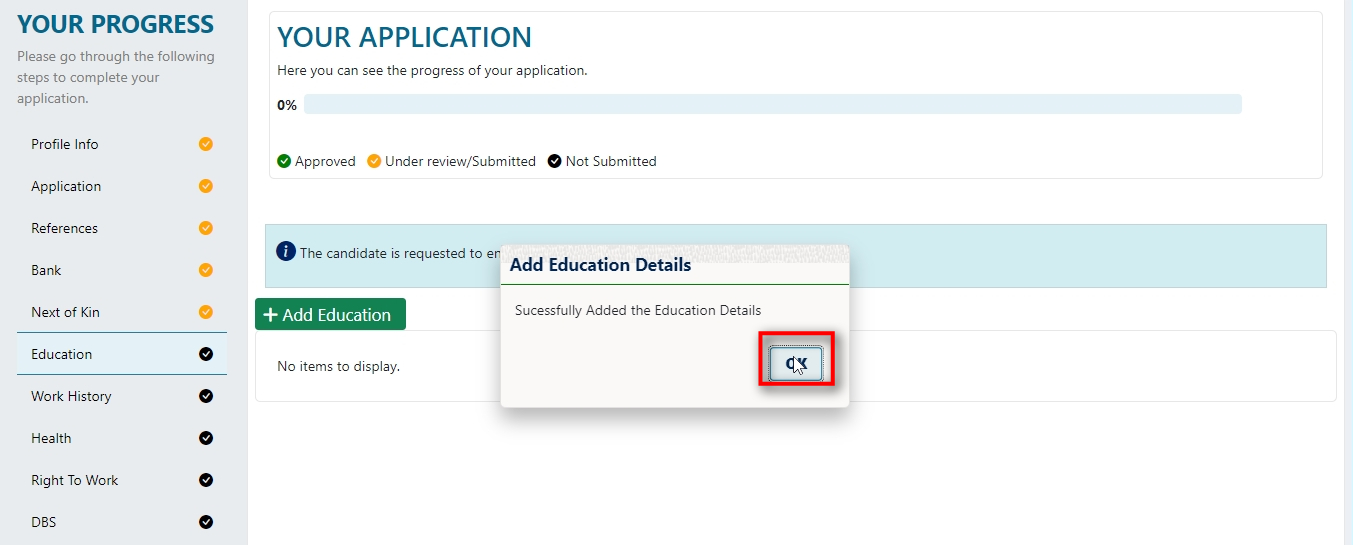 YOUR PROGRESS
Please go through the following
steps to complete your
application.
Profile Info
Application
References
Bank
Next of Kin
Education
Work History
Health
Right To Work
DBS
YOUR APPLICATION
Here you can see the progress of your application.
0%
Approved Under review/Submitted Not Submitted
The candidate is requested to
Add Education
No items to display.
Add Education Details
Sucessfully Added the Education Details